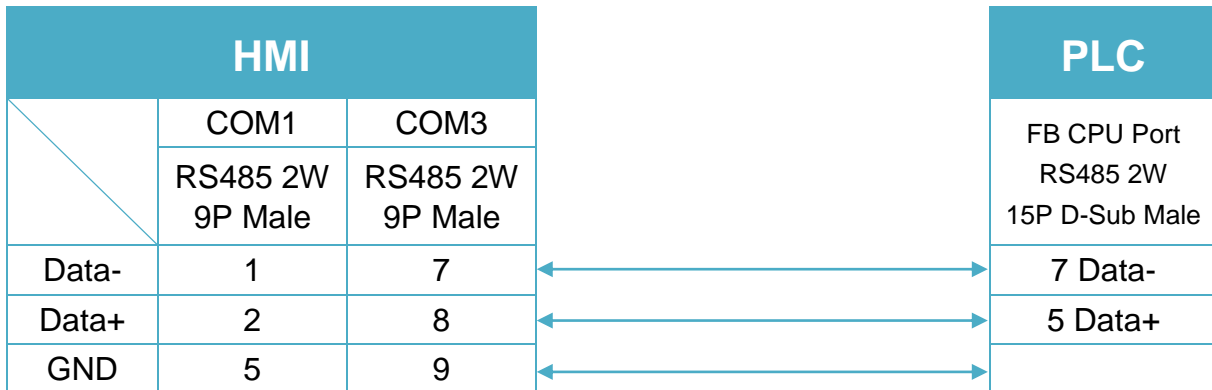 HMI PLC
COM1 COM3
FB CPU Port
RS485 2W
9P Male
RS485 2W
9P Male
RS485 2W
15P D-Sub Male
Data- 1 7 7 Data-
Data+ 2 8 5 Data+
GND 5 9